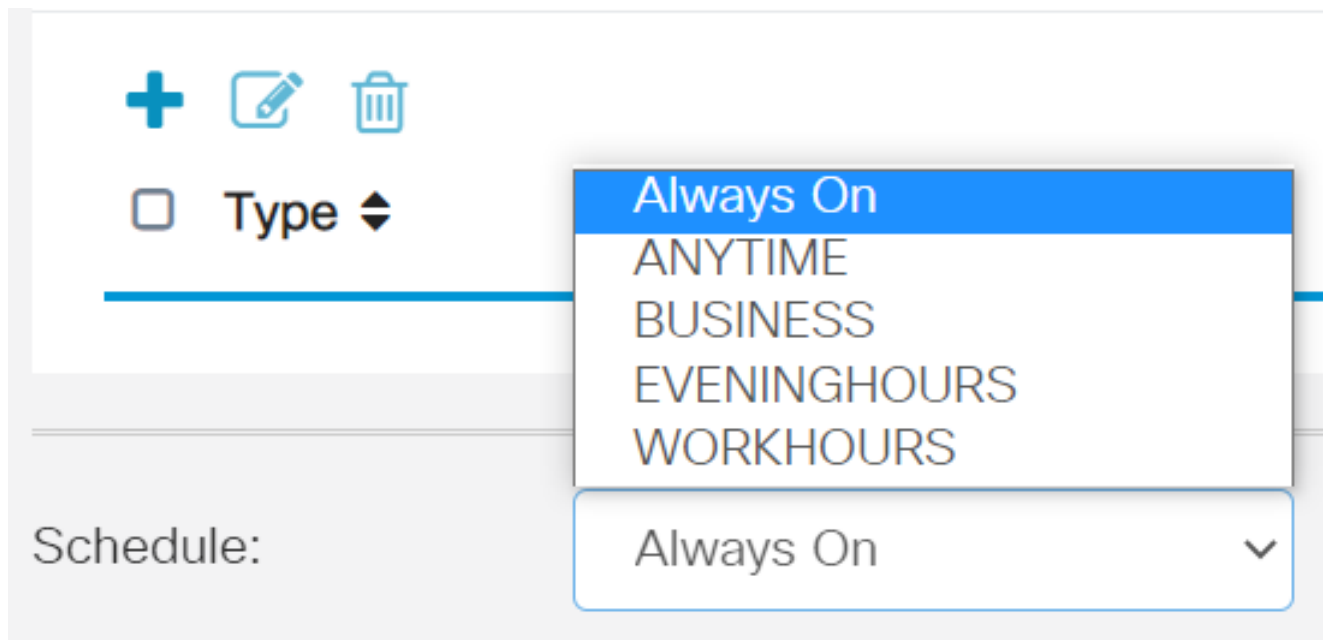 Type
Always On
ANYTIME
BUSINESS
EVENINGHOURS
WORKHOURS
Schedule: Always On